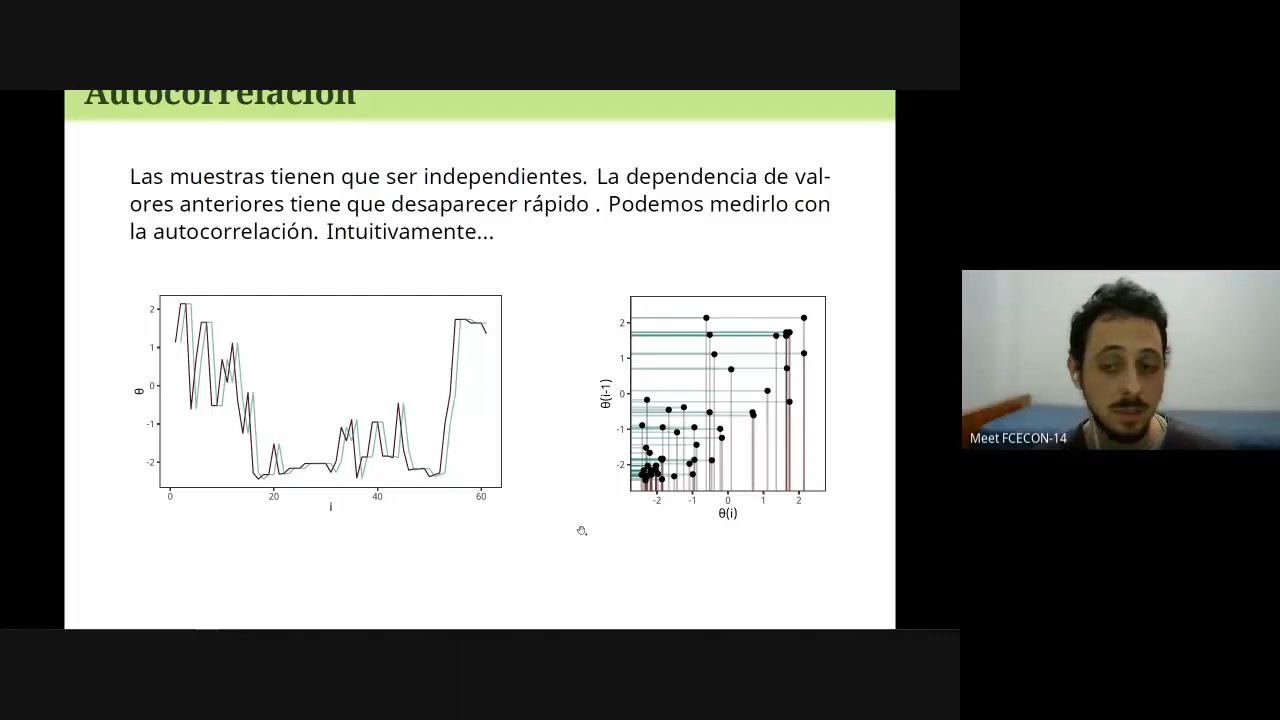 Autocorrelación
Las muestras tienen que ser independientes. La dependencia de val-
ores anteriores tiene que desaparecer rápido . Podemos medirlo con
la autocorrelación. Intuitivamente...
2
1
0
-1
-2
θ
0 20 40 60
i
2
1
0
-1
-2
θ(i-1)
-2 -1 0 1 2
θ(i)
Meet FCECON-14